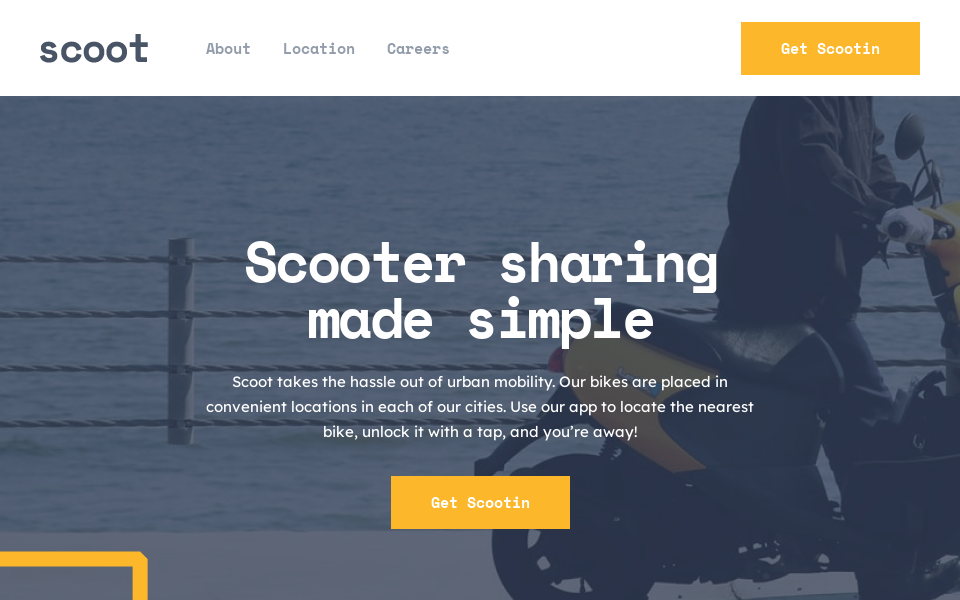 scoot
About Location Careers
Get Scootin
Scooter sharing
made simple
Scoot takes the hassle out of urban mobility. Our bikes are placed in
convenient locations in each of our cities. Use our app to locate the nearest
bike, unlock it with a tap, and you’re away!
Get Scootin